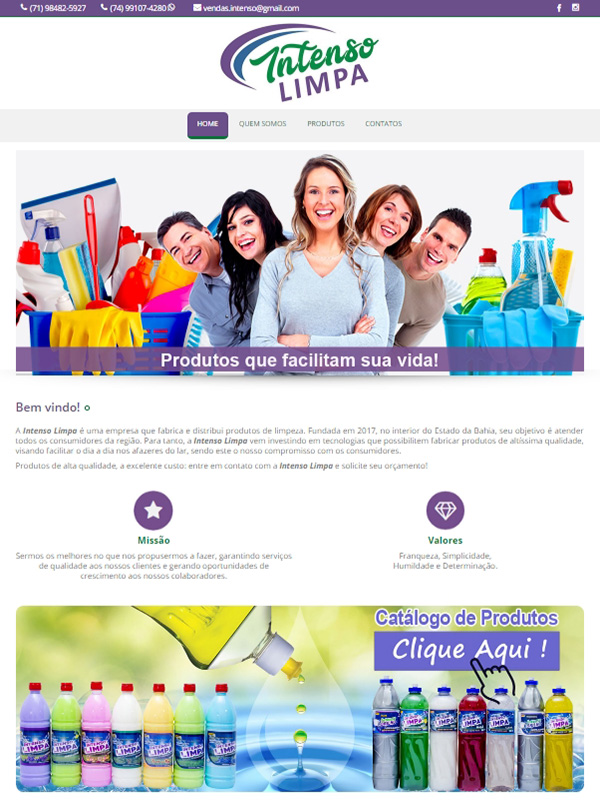 (71) 98482-5927 (74) 99107-4280 vendas.intenso@gmail.com
Intenso
LIMPA
HOME QUEM SOMOS PRODUTOS CONTATOS
Produtos que facilitam sua vida!
Bem vindo!
A Intenso Limpa é uma empresa que fabrica e distribui produtos de limpeza. Fundada em 2017, no interior do Estado da Bahia, seu objetivo é atender
todos os consumidores da região. Para tanto, a Intenso Limpa vem investindo em tecnologias que possibilitem fabricar produtos de altíssima qualidade,
visando facilitar o dia a dia nos afazeres do lar, sendo este o nosso compromisso com os consumidores.
Produtos de alta qualidade, a excelente custo: entre em contato com a Intenso Limpa e solicite seu orçamento!
Missão
Sermos os melhores no que nos propusermos a fazer, garantindo serviços
de qualidade aos nossos clientes e gerando oportunidades de
crescimento aos nossos colaboradores.
Valores
Franqueza, Simplicidade,
Humildade e Determinação.
Catálogo de Produtos
Clique Aqui !